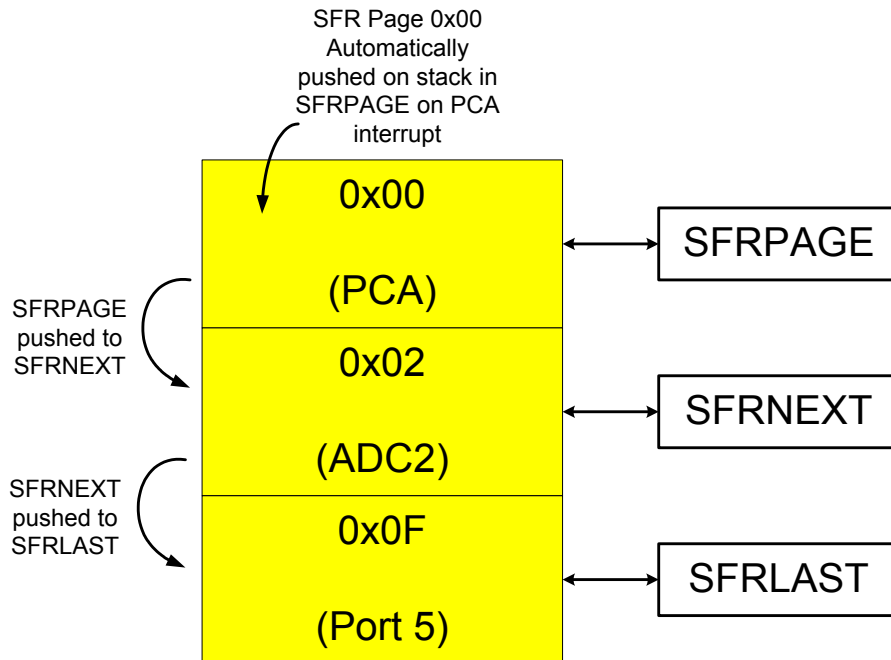 SFR Page 0x00
Automatically
pushed on stack in
SFRPAGE on PCA
interrupt
0x00
(PCA)
SFRPAGE
SFRPAGE
pushed to
SFRNEXT
0x02
(ADC2)
SFRNEXT
SFRNEXT
pushed to
SFRLAST
0x0F
(Port 5)
SFRLAST